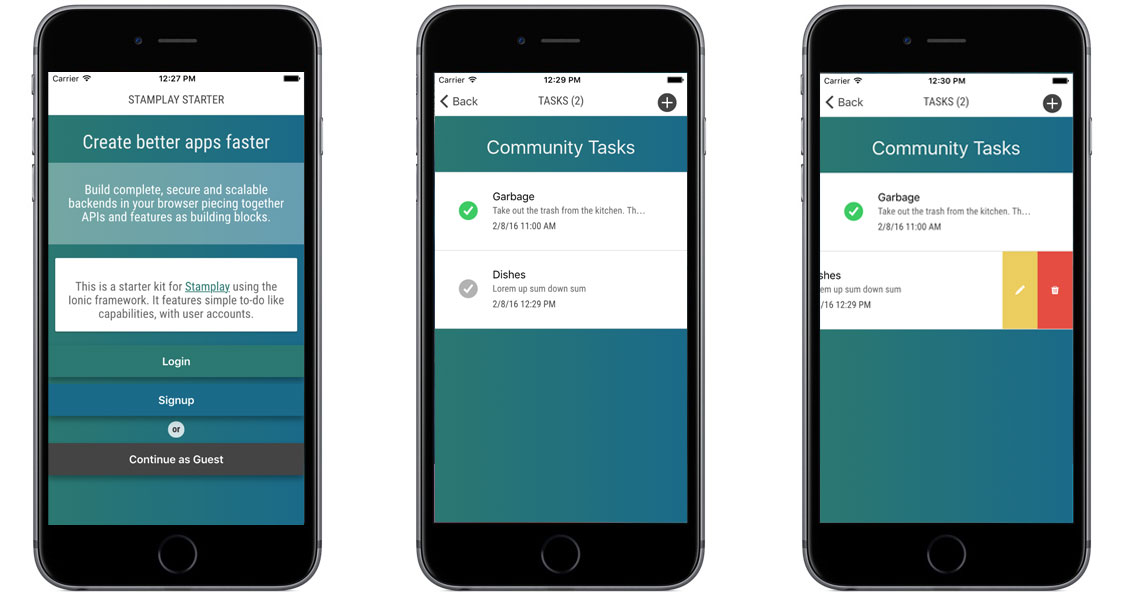 Carrier 12:27 PM
STAMPLAY STARTER
Create better apps faster
Build complete, secure and scalable
backends in your browser piecing together
APIs and features as building blocks.
This is a starter kit for Stamplay using the
Ionic framework. It features simple to-do like
capabilities, with user accounts.
Login
Signup
or
Continue as Guest
Carrier 12:29 PM
Back TASKS (2)
Community Tasks
Garbage
Take out the trash from the kitchen. Th...
2/8/16 11:00 AM
Dishes
Lorem up sum down sum
2/8/16 12:29 PM
Carrier 12:30 PM
Back TASKS (2)
Community Tasks
Garbage
Take out the trash from the kitchen. Th...
2/8/16 11:00 AM
shes
em up sum down sum
/16 12:29 PM